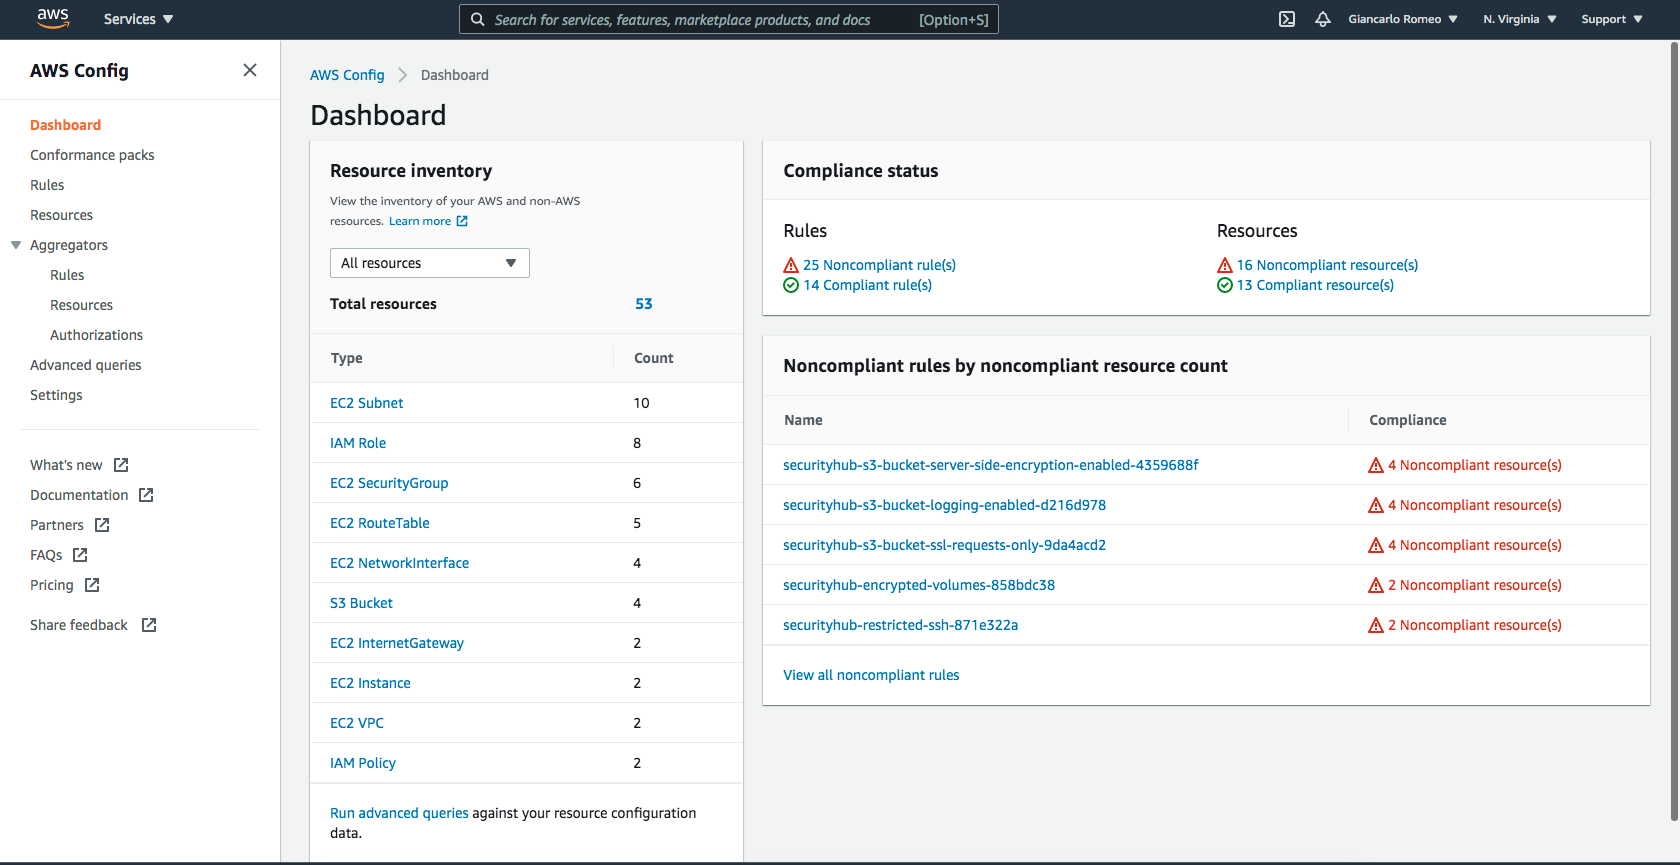 aws
Services
Search for services, features, marketplace products, and docs [Option+S]
Giancarlo Romeo
N. Virginia
Support
AWS Config
Dashboard
Conformance packs
Rules
Resources
Aggregators
Rules
Resources
Authorizations
Advanced queries
Settings
What's new
Documentation
Partners
FAQs
Pricing
Share feedback
AWS Config Dashboard
Dashboard
Resource inventory
View the inventory of your AWS and non-AWS
resources. Learn more
All resources
Total resources 53
Type Count
EC2 Subnet 10
IAM Role 8
EC2 SecurityGroup 6
EC2 RouteTable 5
EC2 NetworkInterface 4
S3 Bucket 4
EC2 InternetGateway 2
EC2 Instance 2
EC2 VPC 2
IAM Policy 2
Run advanced queries against your resource configuration
data.
Compliance status
Rules
25 Noncompliant rule(s)
14 Compliant rule(s)
Resources
16 Noncompliant resource(s)
13 Compliant resource(s)
Noncompliant rules by noncompliant resource count
Name Compliance
securityhub-s3-bucket-server-side-encryption-enabled-4359688f 4 Noncompliant resource(s)
securityhub-s3-bucket-logging-enabled-d216d978 4 Noncompliant resource(s)
securityhub-s3-bucket-ssl-requests-only-9da4acd2 4 Noncompliant resource(s)
securityhub-encrypted-volumes-858bdc38 2 Noncompliant resource(s)
securityhub-restricted-ssh-871e322a 2 Noncompliant resource(s)
View all noncompliant rules